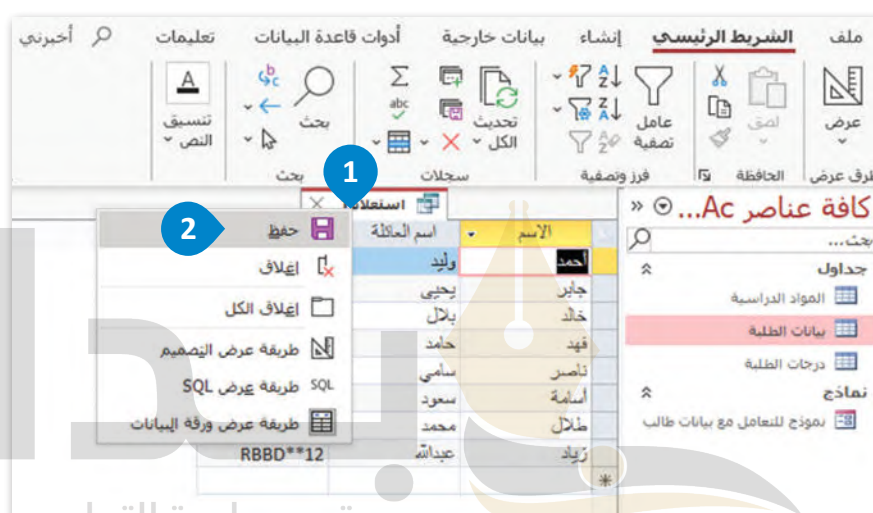 ملف الشريط الرئيسي إنشاء بيانات خارجية أدوات قاعدة البيانات تعليمات أخبرني
عرض
لصق
عامل تصفية
تحديث الكل
abc
بحث
تنسيق النص
طرق عرض الحافظة فرز وتصفية سجلات بحث
1
كافة عناصر Ac...
بحث...
جداول
المواد الدراسية
بيانات الطلبة
درجات الطلبة
نماذج
نموذج للتعامل مع بيانات طالب
الاسم اسم العائلة
أحمد وليد
جابر يحيى
خالد بلال
فهد حامد
ناصر سامي
أسامة سعود
طلال محمد
زياد عبدالله RBBD**12
2
حفظ
إغلاق
إغلاق الكل
طريقة عرض التصميم
SQL طريقة عرض SQL
طريقة عرض ورقة البيانات